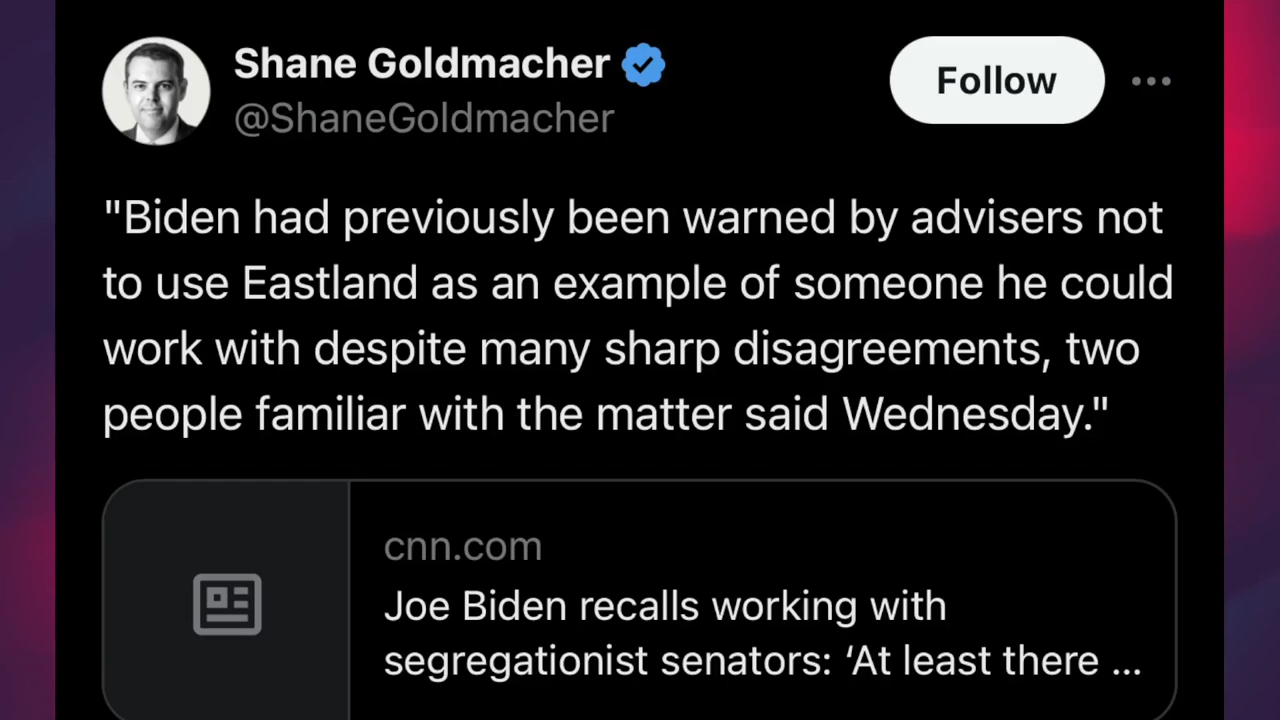 Shane Goldmacher
Follow
@ShaneGoldmacher
"Biden had previously been warned by advisers not
to use Eastland as an example of someone he could
work with despite many sharp disagreements, two
people familiar with the matter said Wednesday."
cnn.com
Joe Biden recalls working with
segregationist senators: ‘At least there ...